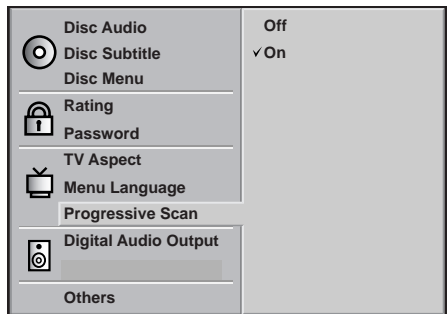 Disc Audio
Disc Subtitle
Disc Menu
Rating
Password
TV Aspect
Menu Language
Progressive Scan
Digital Audio Output
Others
Off
✓On